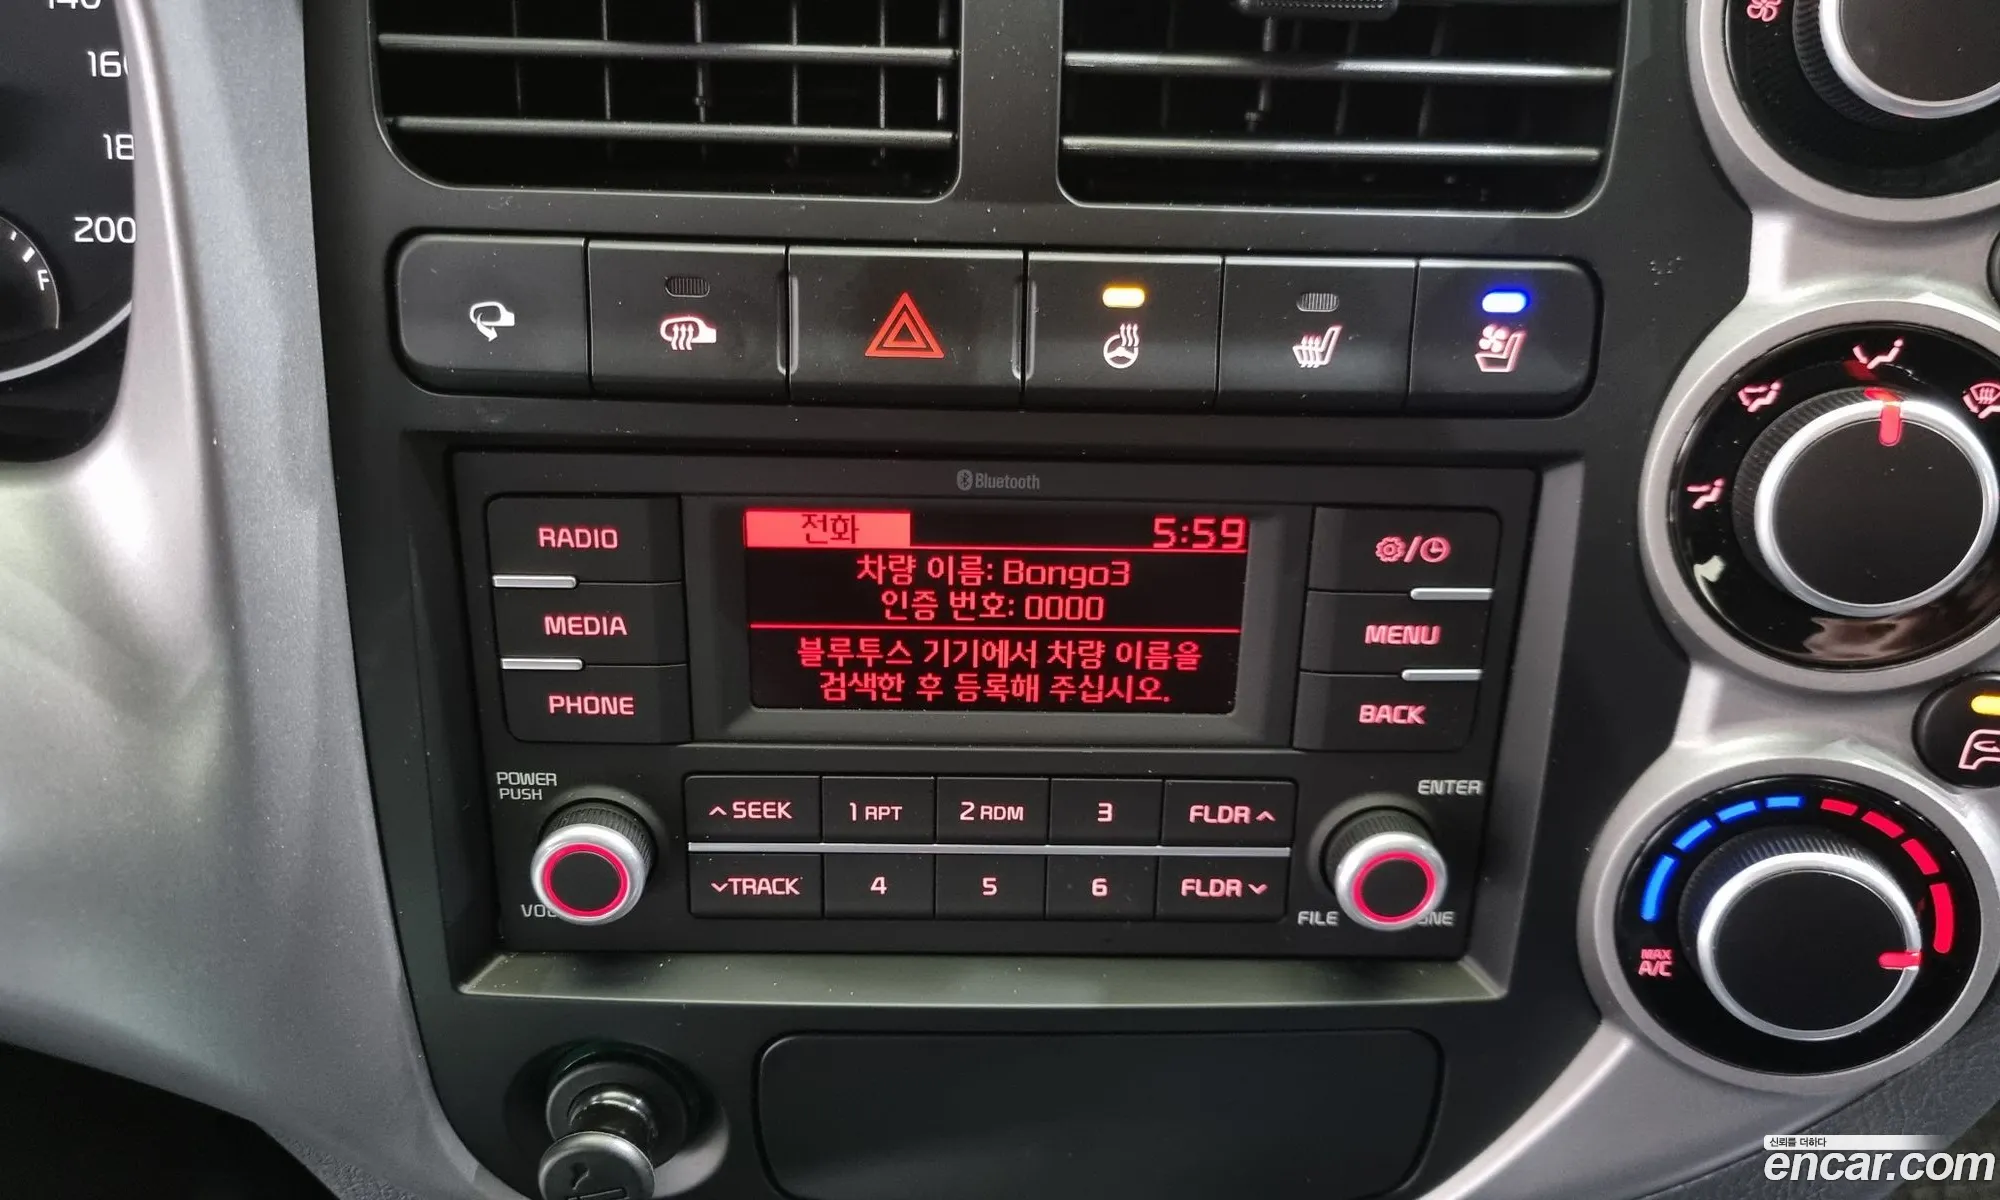 160
18
200
F
Bluetooth
RADIO
MEDIA
PHONE
전화
5:59
차량 이름: Bongo3
인증 번호: 0000
블루투스 기기에서 차량 이름을
검색한 후 등록해 주십시오.
MENU
BACK
POWER
PUSH
VOL
SEEK
1 RPT
2 RDM
3
FLDR
TRACK
4
5
6
FLDR
ENTER
FILE
MAX
A/C
신뢰를 더하다
encar.com